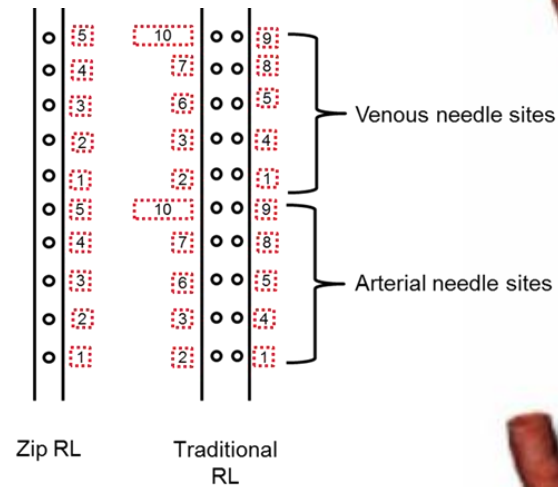 5 10 9
4 7 8
3 6 5
Venous needle sites
2 3 4
1 2 1
5 10 9
4 7 8
3 6 5
Arterial needle sites
2 3 4
1 2 1
Zip RL
Traditional
RL